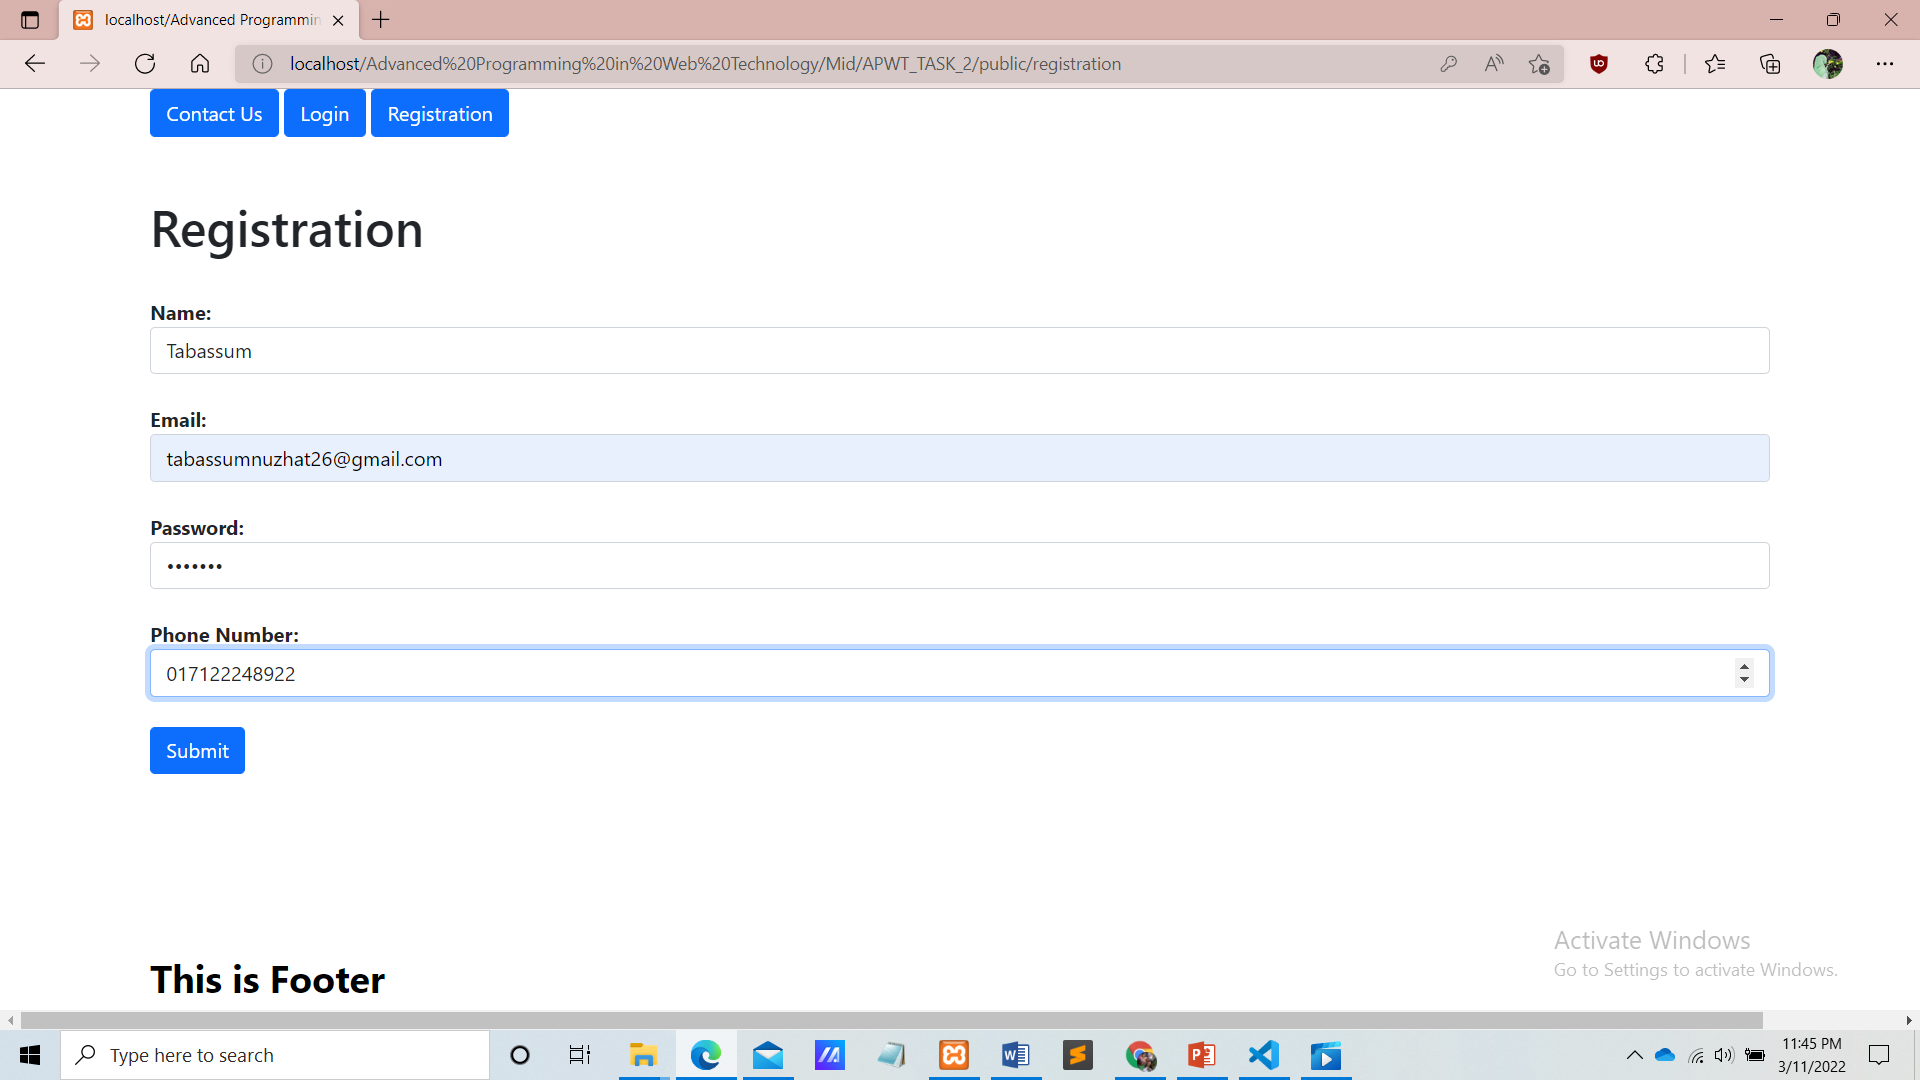 localhost/Advanced Programmin
localhost/Advanced%20Programming%20in%20Web%20Technology/Mid/APWT_TASK_2/public/registration
Contact Us
Login
Registration
Registration
Name:
Tabassum
Email:
tabassumnuzhat26@gmail.com
Password:
•••••••
Phone Number:
017122248922
Submit
Activate Windows
Go to Settings to activate Windows.
This is Footer
Type here to search
11:45 PM
3/11/2022